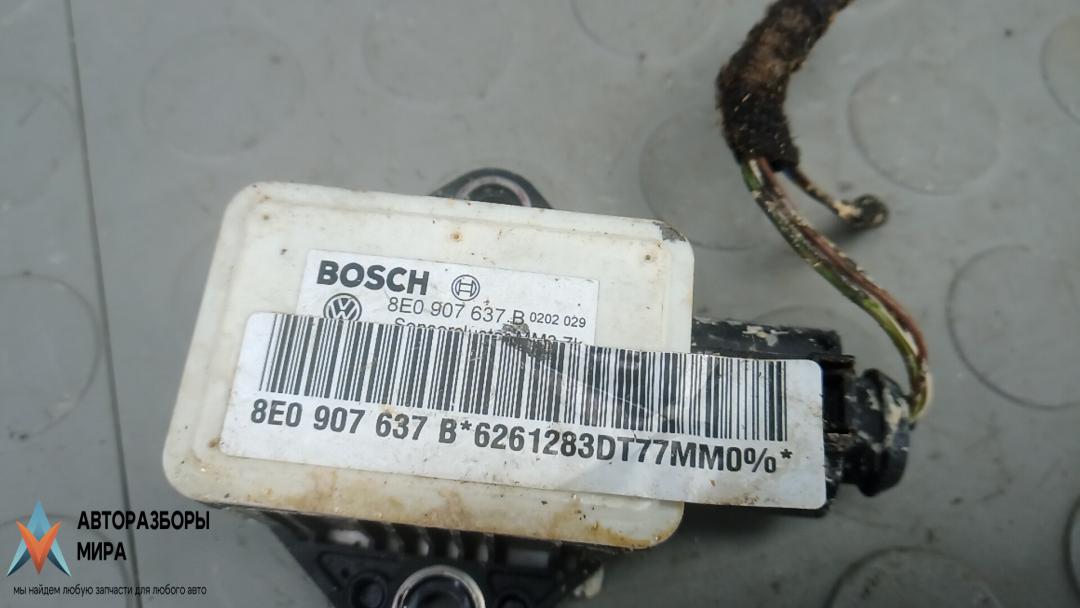 BOSCH
8E0 907 637 B 0202 029
8E0 907 637 B*6261283DT77MM0%*
АВТОРАЗБОРЫ
МИРА
мы найдем любую запчасти для любого авто